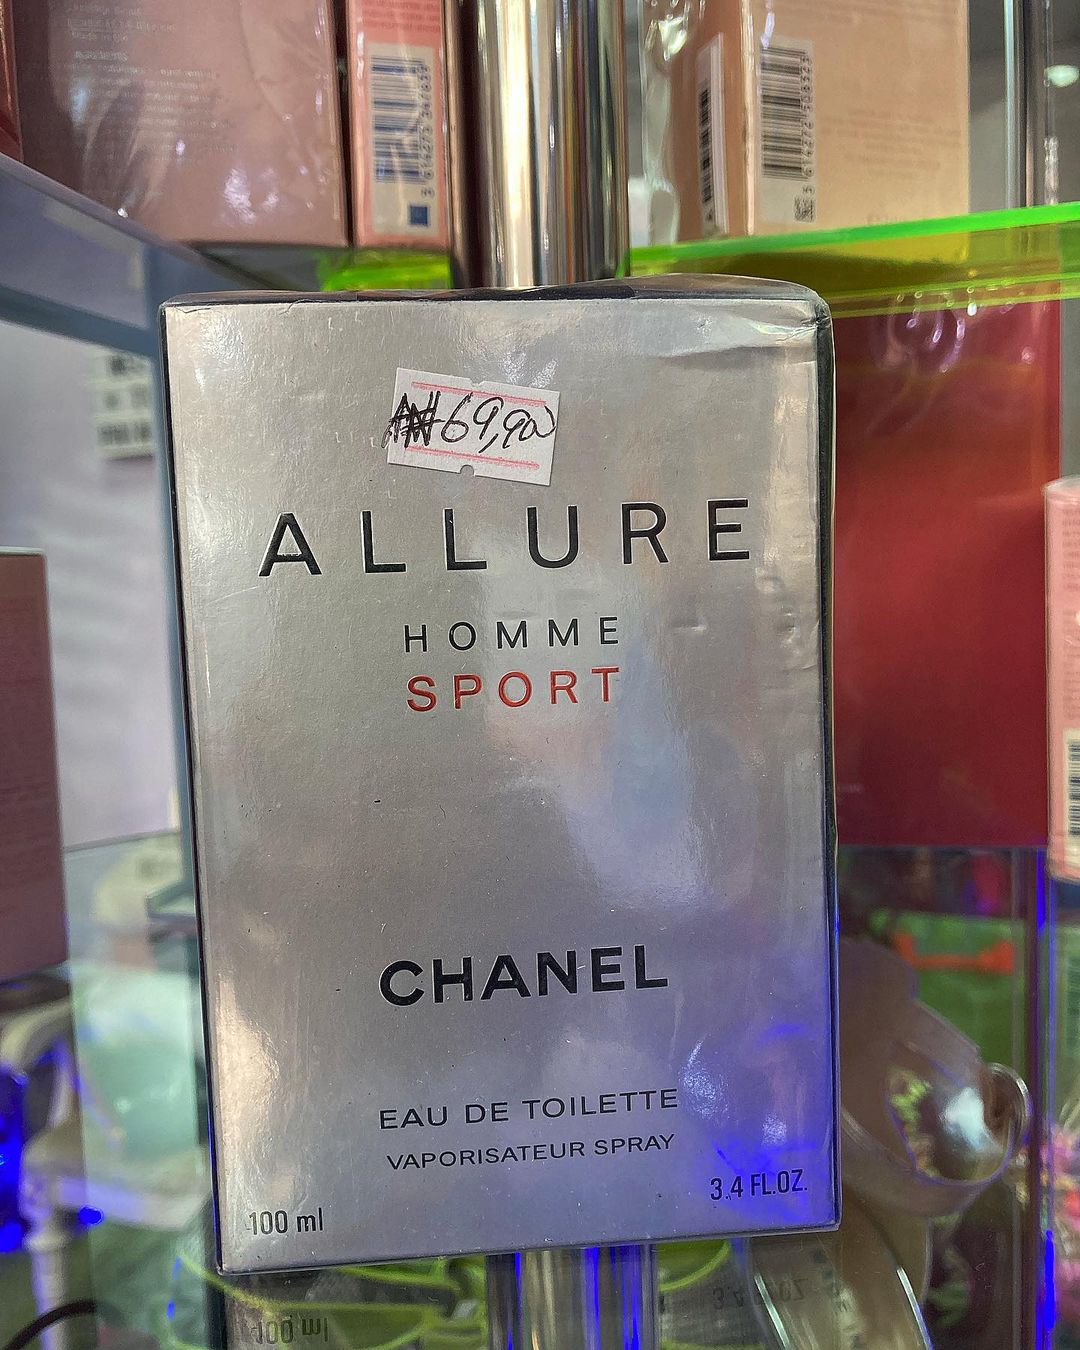 ₦69,900
ALLURE
HOMME
SPORT
CHANEL
EAU DE TOILETTE
VAPORISATEUR SPRAY
3.4 FL.OZ.
100 ml